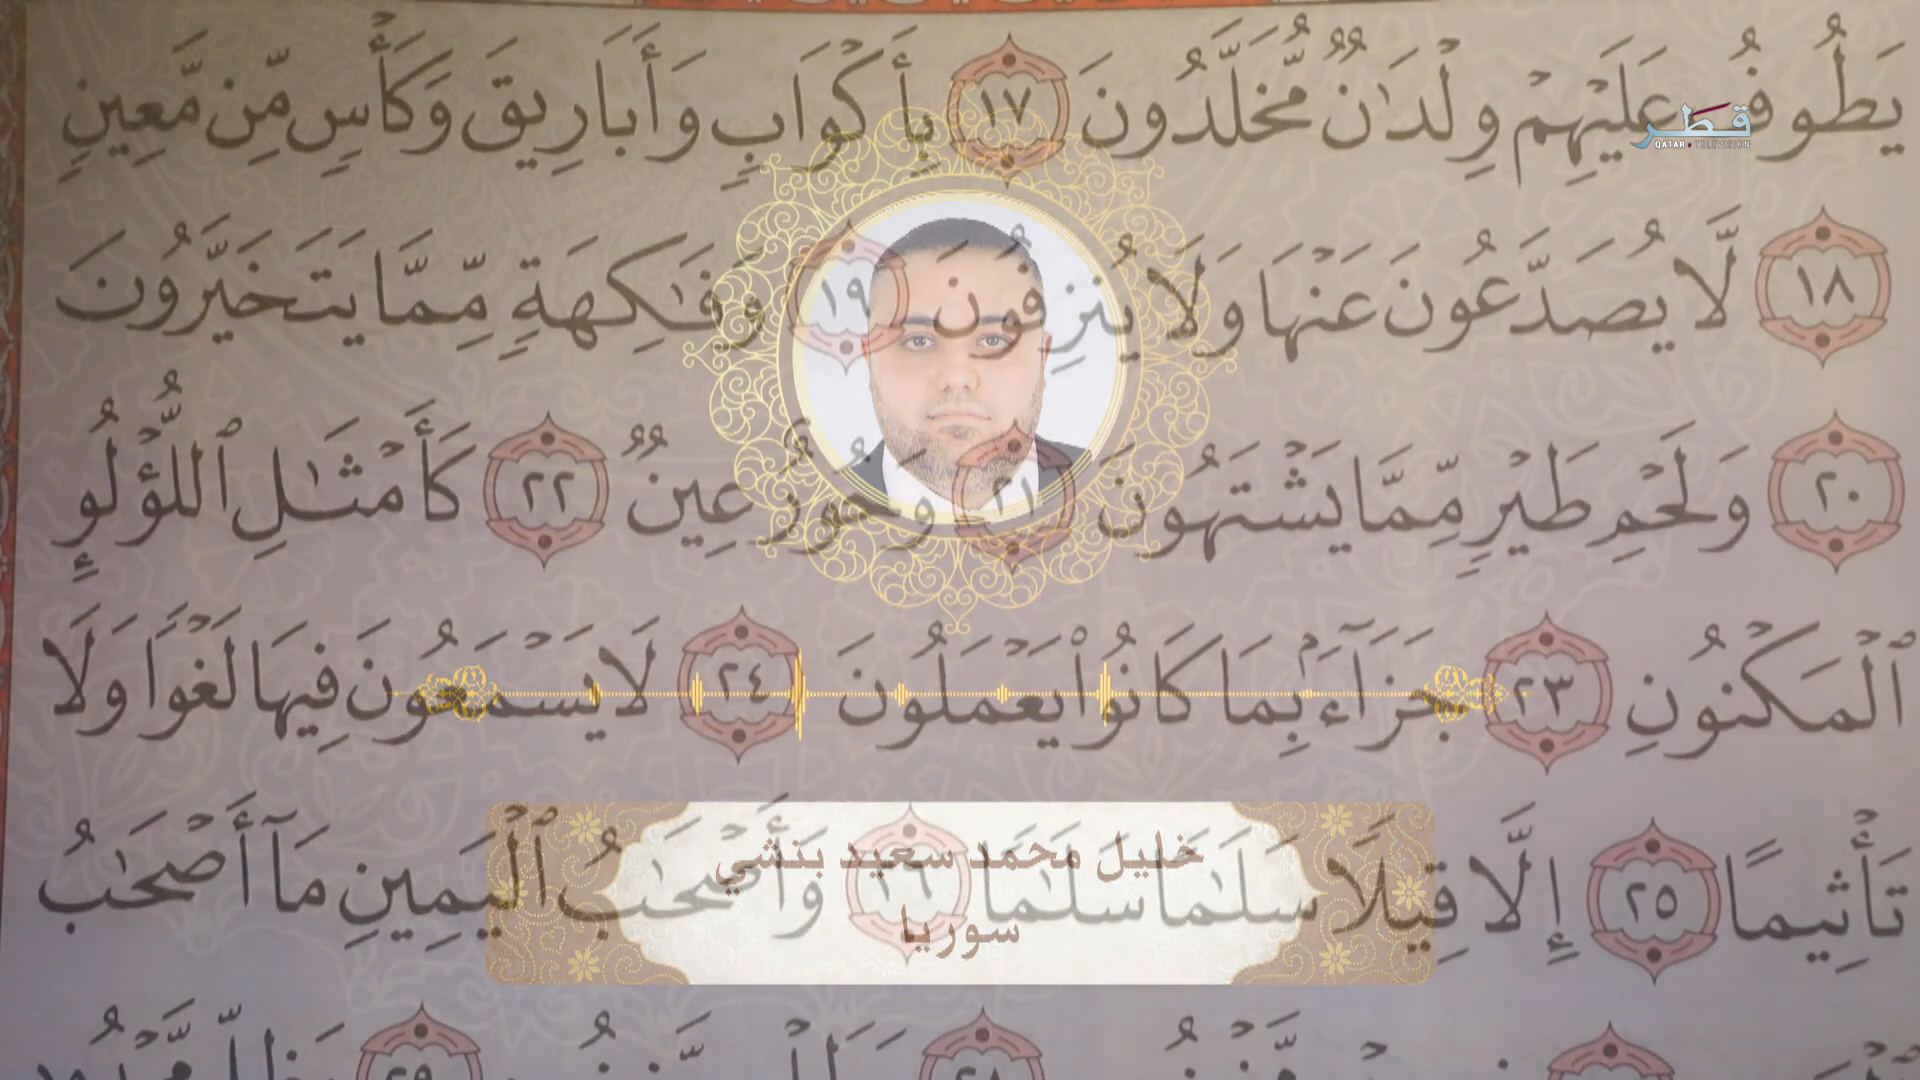 يَطُوفُ عَلَيْهِمْ وِلْدَٰنٌ مُّخَلَّدُونَ ١٧ بِأَكْوَابٍ وَأَبَارِيقَ وَكَأْسٍ مِّن مَّعِينٍ
قطر
QATAR TELEVISION
١٨ لَّا يُصَدَّعُونَ عَنْهَا وَلَا يُنزِفُونَ ١٩ وَفَٰكِهَةٍ مِّمَّا يَتَخَيَّرُونَ
٢٠ وَلَحْمِ طَيْرٍ مِّمَّا يَشْتَهُونَ ٢١ وَحُورٌ عِينٌ ٢٢ كَأَمْثَٰلِ ٱللُّؤْلُؤِ
ٱلْمَكْنُونِ ٢٣ جَزَآءًۢ بِمَا كَانُوا۟ يَعْمَلُونَ ٢٤ لَا يَسْمَعُونَ فِيهَا لَغْوًا وَلَا
تَأْثِيمًا ٢٥ إِلَّا قِيلًا سَلَٰمًا سَلَٰمًا ٢٦ وَأَصْحَٰبُ ٱلْيَمِينِ مَآ أَصْحَٰبُ
خليل محمد سعيد بنشي
سوريا
٢٨ ٢٩